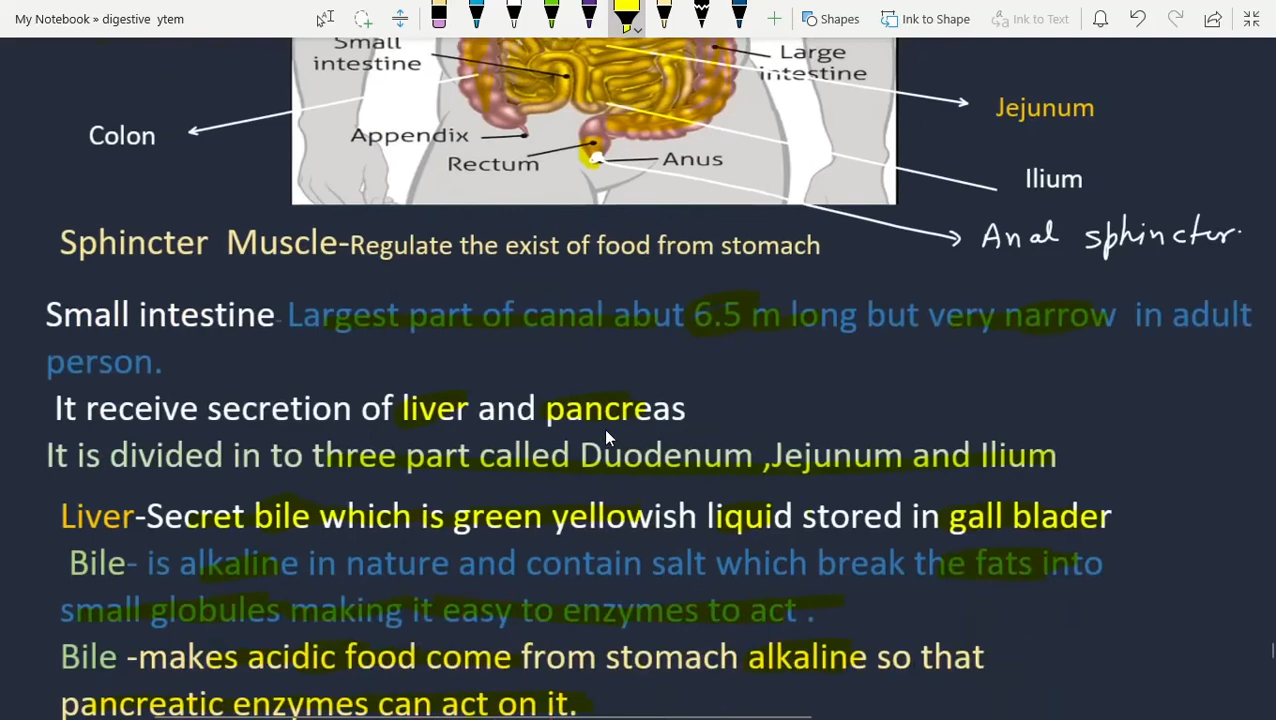 My Notebook » digestive ytem
Shapes
Ink to Shape
Ink to Text
Small
intestine
Large
intestine
Jejunum
Colon
Appendix
Rectum
Anus
Ilium
Anal sphincter.
Sphincter Muscle-Regulate the exist of food from stomach
Small intestine- Largest part of canal abut 6.5 m long but very narrow in adult
person.
It receive secretion of liver and pancreas
It is divided in to three part called Duodenum ,Jejunum and Ilium
Liver-Secret bile which is green yellowish liquid stored in gall blader
Bile- is alkaline in nature and contain salt which break the fats into
small globules making it easy to enzymes to act .
Bile -makes acidic food come from stomach alkaline so that
pancreatic enzymes can act on it.